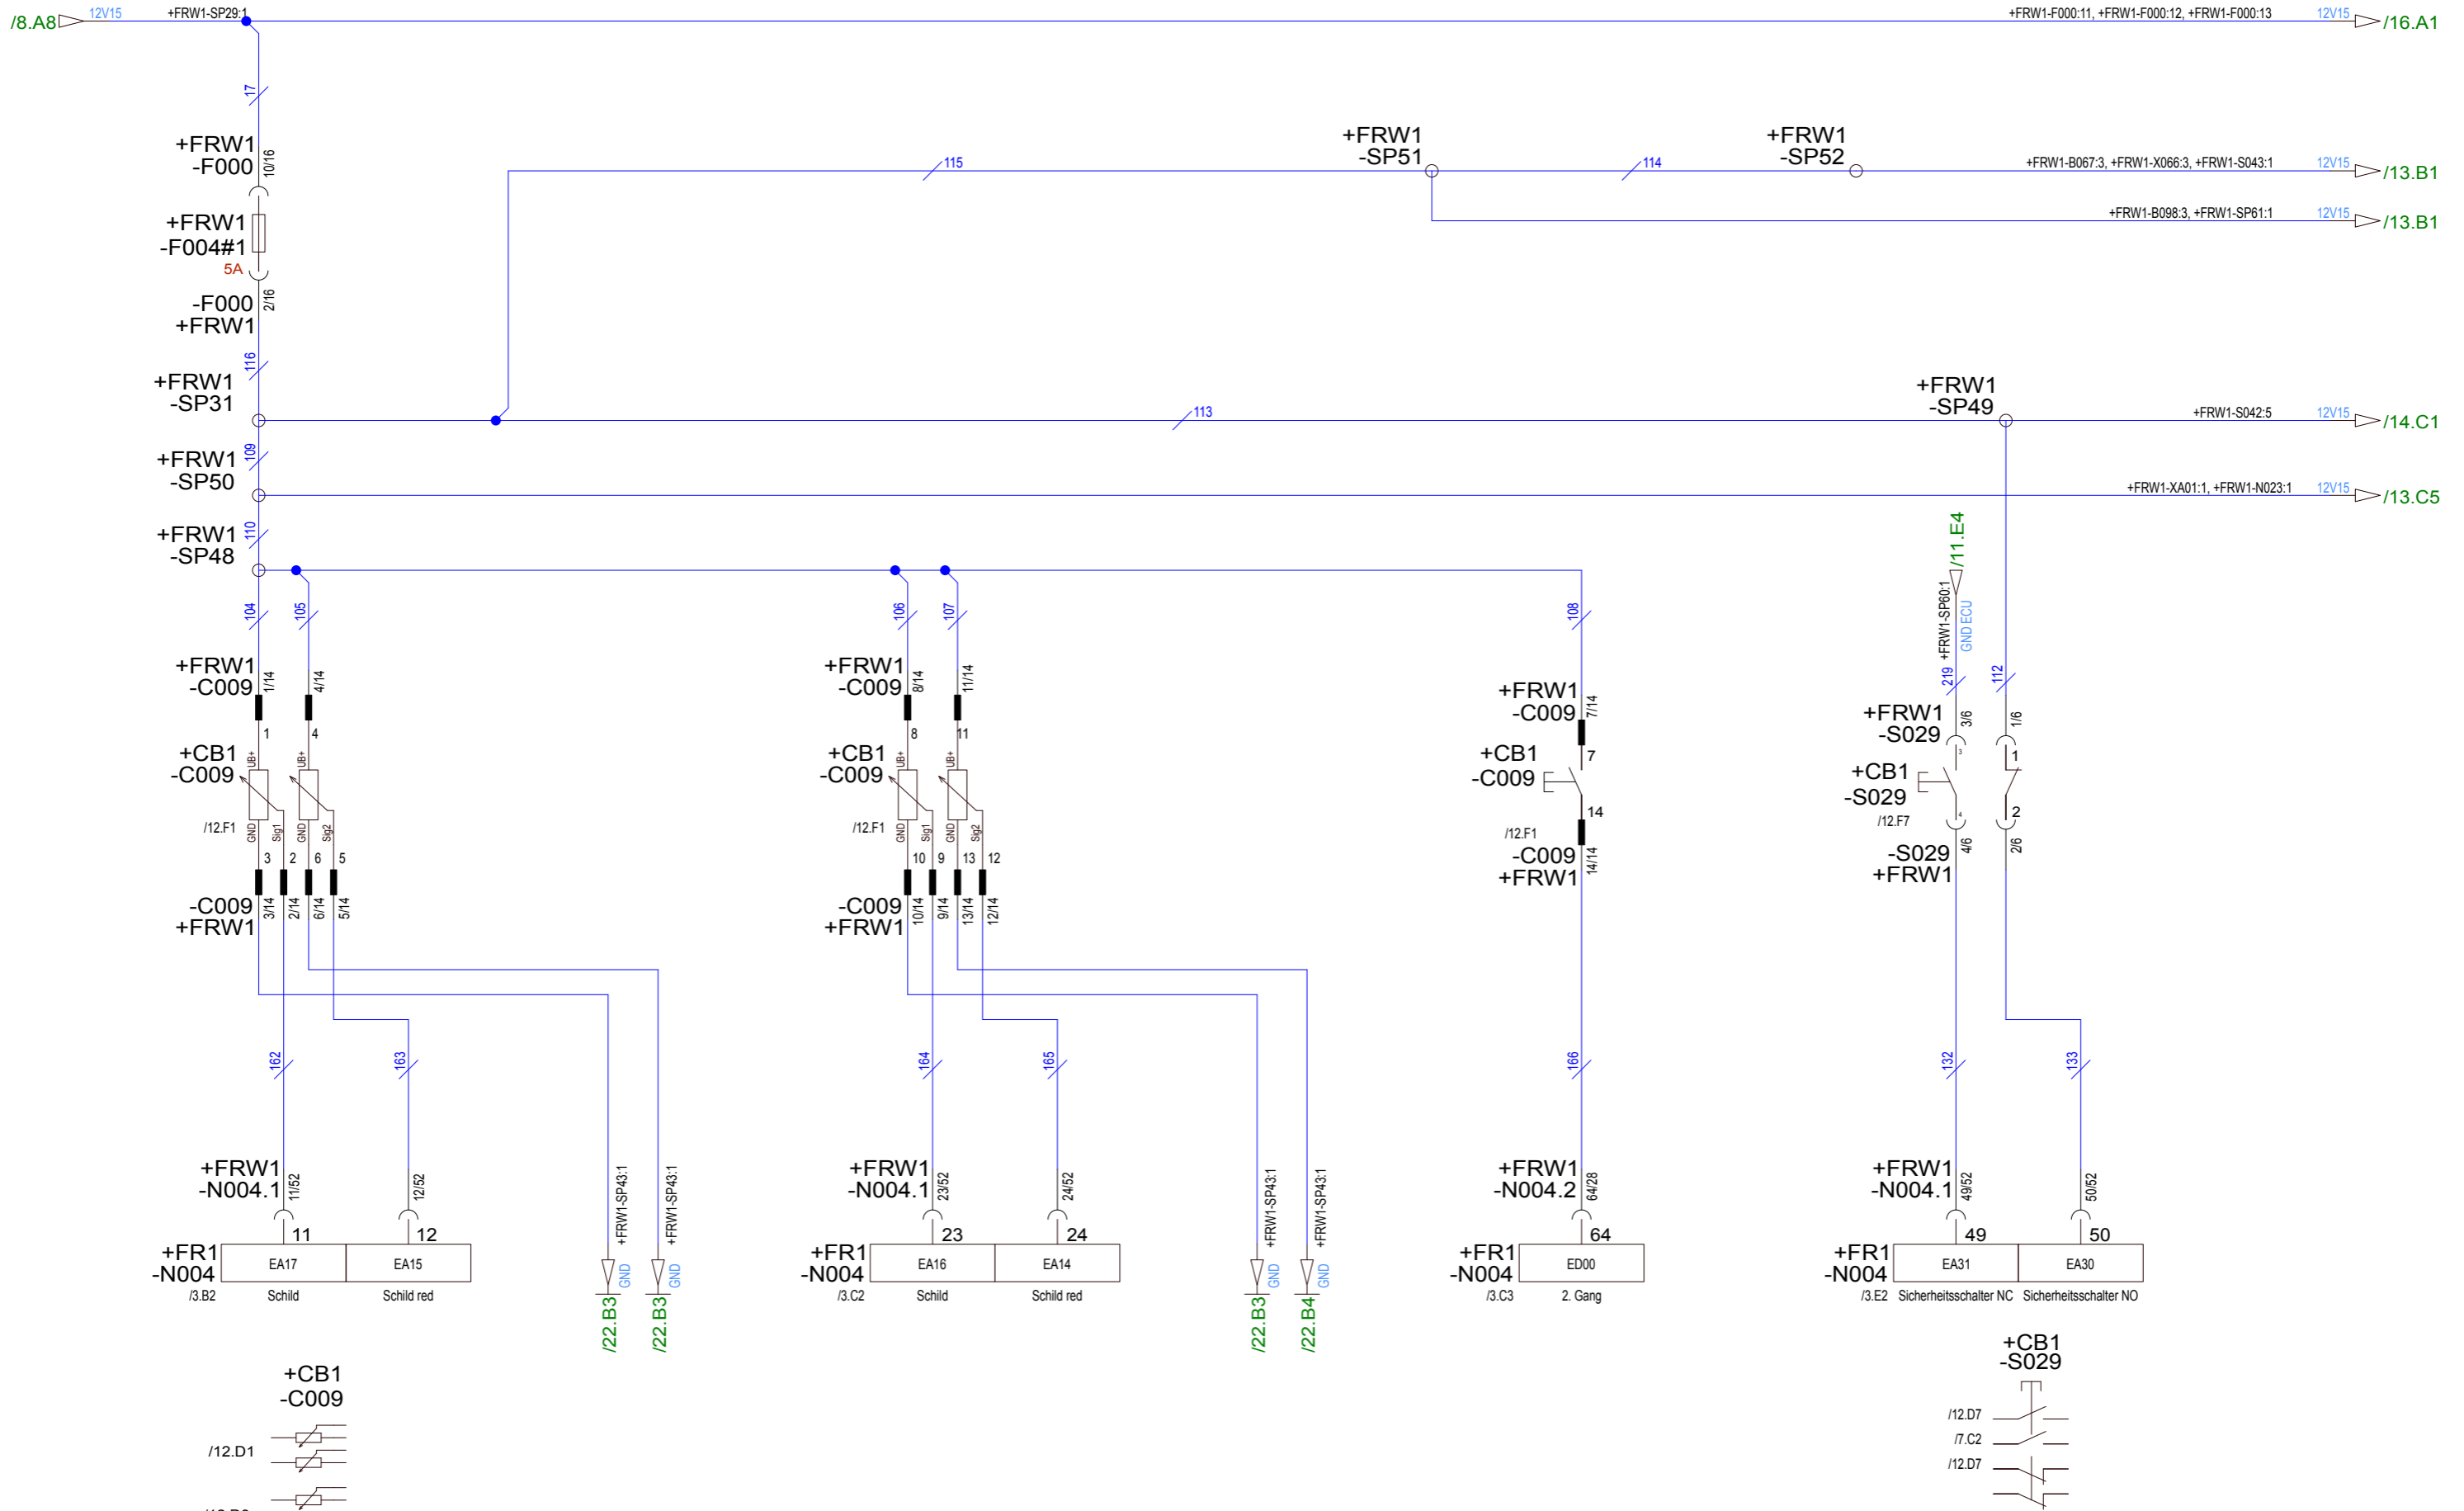 /8.A8
12V15
+FRW1-SP29:1
+FRW1-F000:11, +FRW1-F000:12, +FRW1-F000:13
12V15
/16.A1
17
+FRW1
-F000
10/16
+FRW1
-F004#1
5A
-F000
+FRW1
2/16
116
115
+FRW1
-SP51
114
+FRW1
-SP52
+FRW1-B067:3, +FRW1-X066:3, +FRW1-S043:1
12V15
/13.B1
+FRW1-B098:3, +FRW1-SP61:1
12V15
/13.B1
+FRW1
-SP31
113
+FRW1
-SP49
+FRW1-S042:5
12V15
/14.C1
109
+FRW1
-SP50
+FRW1-XA01:1, +FRW1-N023:1
12V15
/13.C5
110
+FRW1
-SP48
/11.E4
+FRW1-SP60:1
GND ECU
104
105
106
107
108
219
112
+FRW1
-C009
1/14
4/14
1
4
+CB1
-C009
UB+
UB+
/12.F1
GND
Sig1
GND
Sig2
3
2
6
5
-C009
+FRW1
3/14
2/14
6/14
5/14
+FRW1
-C009
8/14
11/14
8
11
+CB1
-C009
UB+
UB+
/12.F1
GND
Sig1
GND
Sig2
10
9
13
12
-C009
+FRW1
10/14
9/14
13/14
12/14
+FRW1
-C009
7/14
7
+CB1
-C009
14
/12.F1
-C009
+FRW1
14/14
+FRW1
-S029
3/6
1/6
3
1
+CB1
-S029
/12.F7
4
2
-S029
+FRW1
4/6
2/6
162
163
164
165
166
132
133
+FRW1
-N004.1
11/52
12/52
11
12
+FR1
-N004
EA17
EA15
/3.B2
Schild
Schild red
+FRW1-SP43:1
GND
/22.B3
+FRW1-SP43:1
GND
/22.B3
+FRW1
-N004.1
23/52
24/52
23
24
+FR1
-N004
EA16
EA14
/3.C2
Schild
Schild red
+FRW1-SP43:1
GND
/22.B3
+FRW1-SP43:1
GND
/22.B4
+FRW1
-N004.2
64/28
64
+FR1
-N004
ED00
/3.C3
2. Gang
+FRW1
-N004.1
49/52
50/52
49
50
+FR1
-N004
EA31
EA30
/3.E2
Sicherheitsschalter NC
Sicherheitsschalter NO
+CB1
-C009
/12.D1
+CB1
-S029
/12.D7
/7.C2
/12.D7